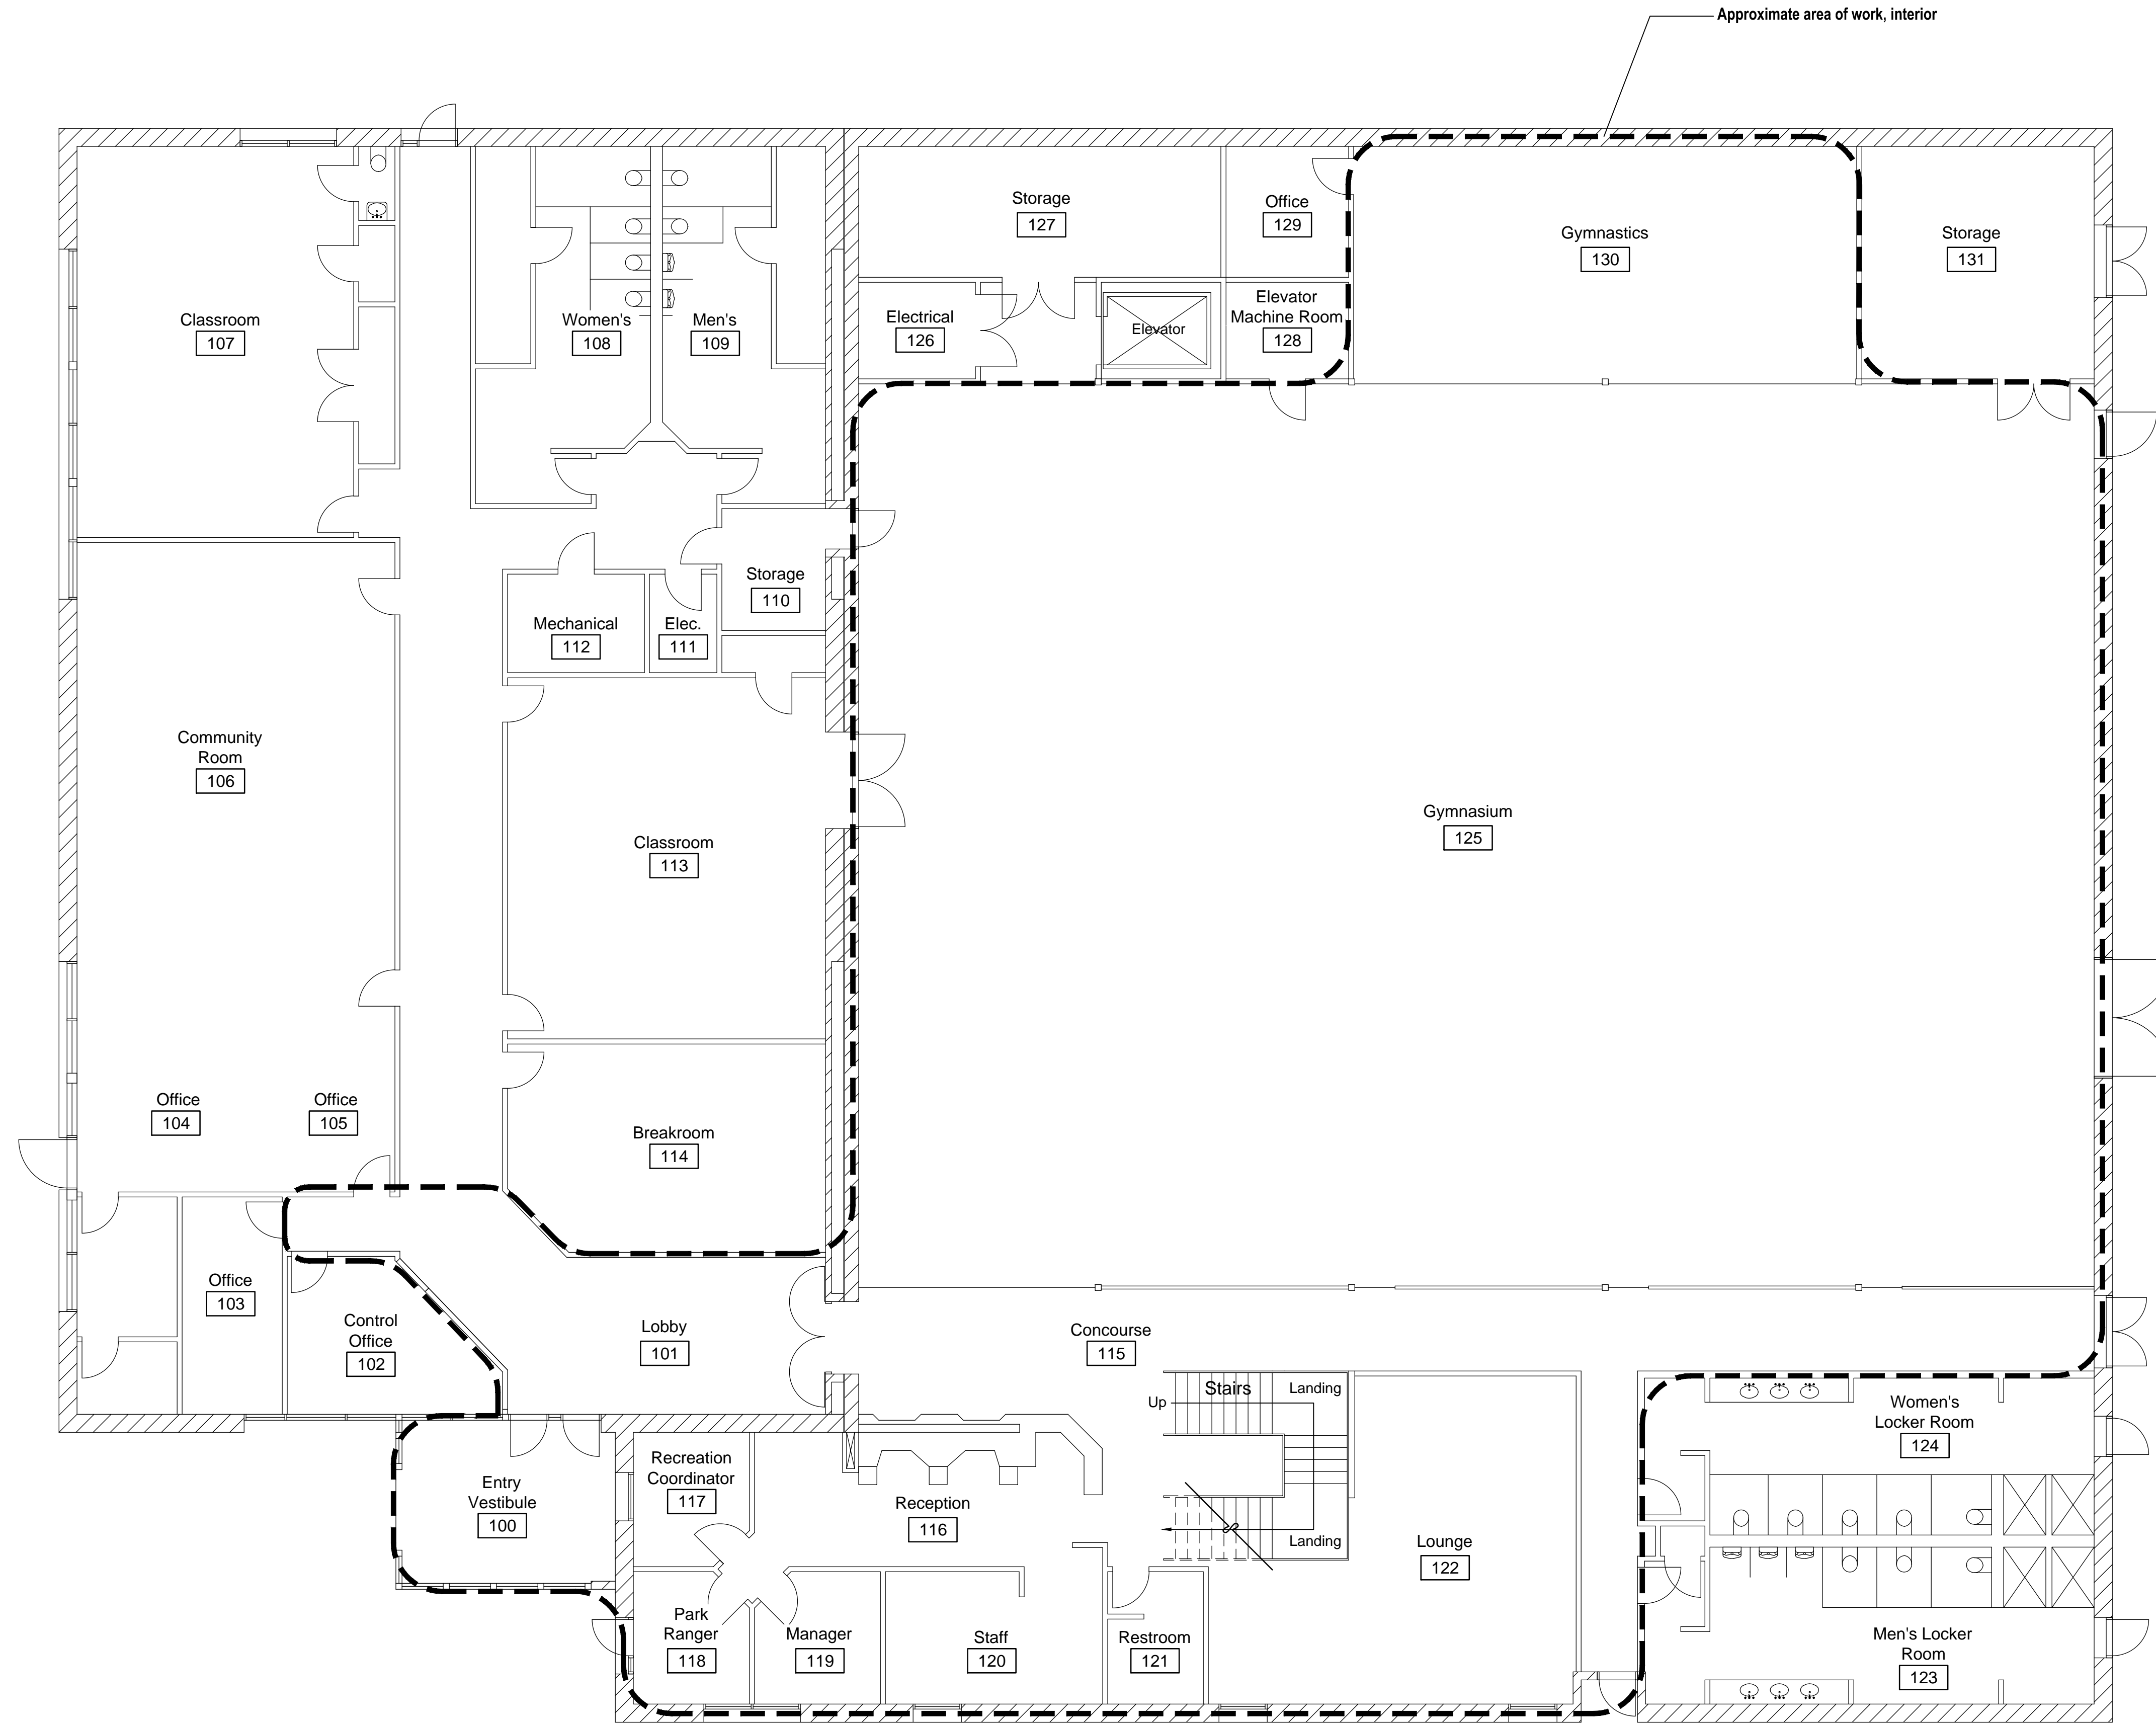 Approximate area of work, interior
Storage
127
Office
129
Gymnastics
130
Storage
131
Classroom
107
Women's
108
Men's
109
Electrical
126
Elevator
Elevator
Machine Room
128
Storage
110
Mechanical
112
Elec.
111
Community
Room
106
Classroom
113
Gymnasium
125
Office
104
Office
105
Breakroom
114
Office
103
Control
Office
102
Lobby
101
Concourse
115
Stairs
Landing
Up
Landing
Women's
Locker Room
124
Recreation
Coordinator
117
Entry
Vestibule
100
Reception
116
Lounge
122
Park
Ranger
118
Manager
119
Staff
120
Restroom
121
Men's Locker
Room
123